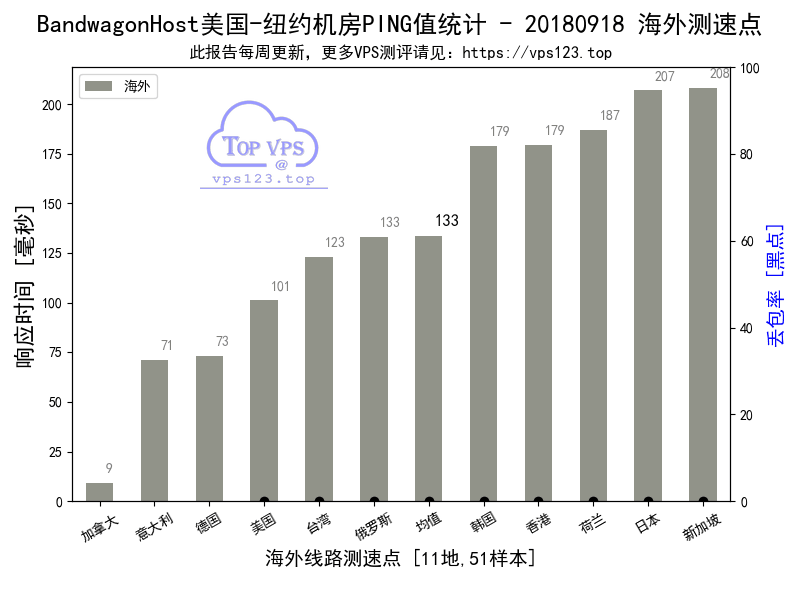 BandwagonHost美国-纽约机房PING值统计 - 20180918 海外测速点
此报告每周更新，更多VPS测评请见：https://vps123.top
海外
TOP VPS
@
vps123.top
响应时间 [毫秒]
200
175
150
125
100
75
50
25
0
9
71
73
101
123
133
133
179
179
187
207
208
100
80
60
40
20
0
丢包率 [黑点]
加拿大
意大利
德国
美国
台湾
俄罗斯
均值
韩国
香港
荷兰
日本
新加坡
海外线路测速点 [11地,51样本]